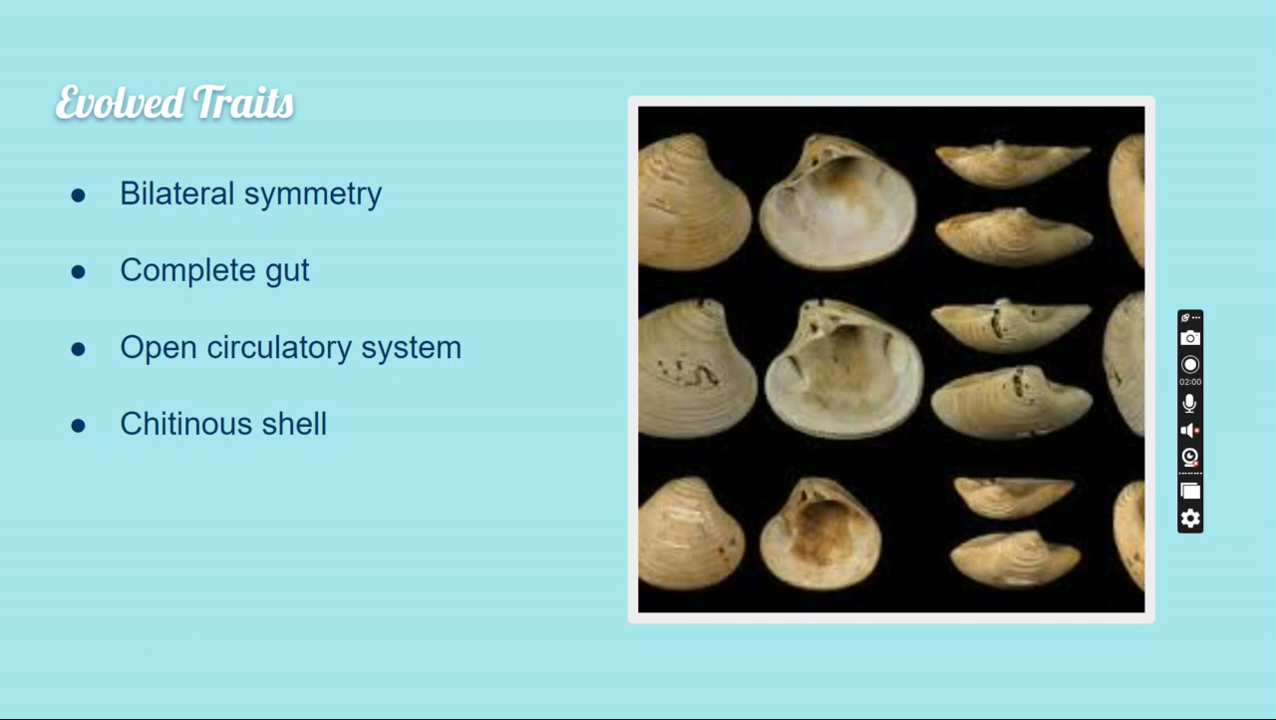 Evolved Traits
● Bilateral symmetry
● Complete gut
● Open circulatory system
● Chitinous shell
02:00